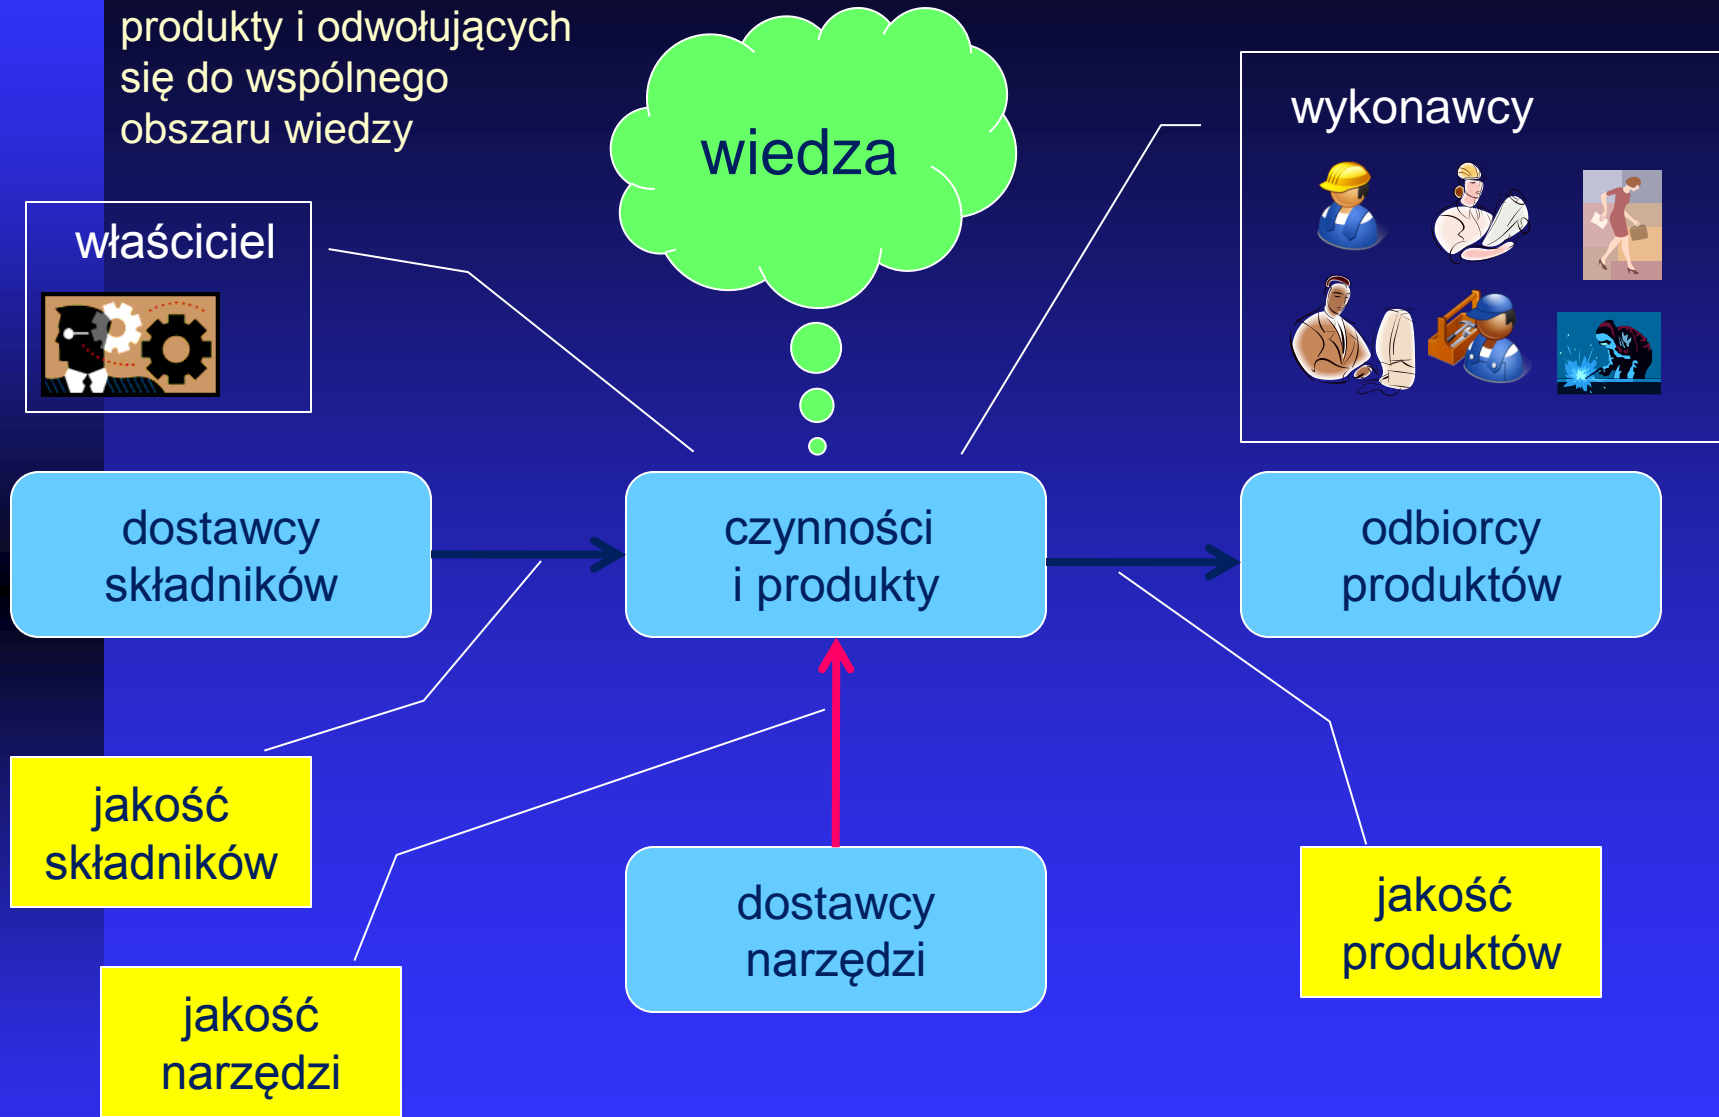 produkty i odwołujących
się do wspólnego
obszaru wiedzy
wiedza
wykonawcy
właściciel
dostawcy
składników
czynności
i produkty
odbiorcy
produktów
jakość
składników
dostawcy
narzędzi
jakość
produktów
jakość
narzędzi